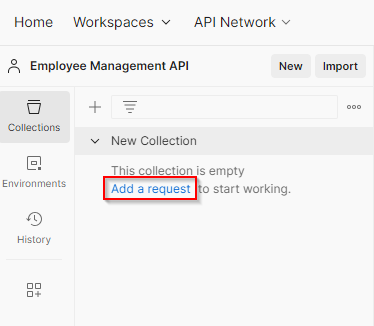 Home Workspaces API Network
Employee Management API New Import
Collections
New Collection
This collection is empty
Add a request to start working.
Environments
History